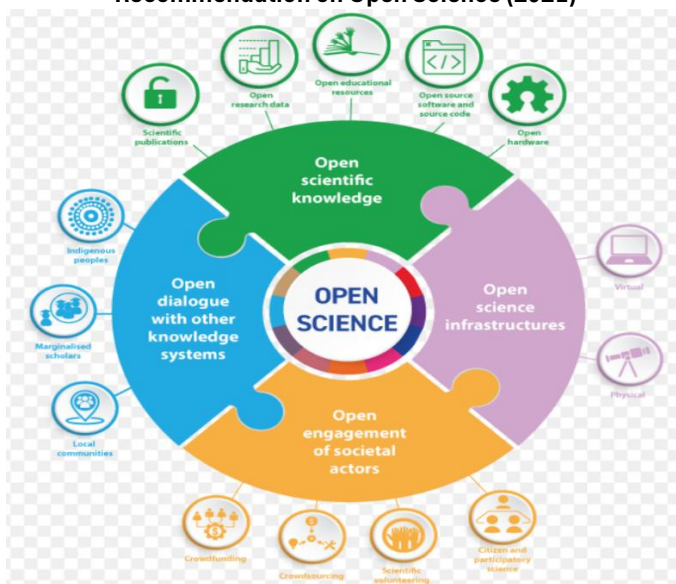 Recommendation on Open Science (2021)
Scientific
publications
Open
research data
Open educational
resources
Open source
software and
source code
Open
hardware
Open
scientific
knowledge
Indigenous
peoples
Marginalised
scholars
Local
communities
Open
dialogue
with other
knowledge
systems
OPEN
SCIENCE
Open
science
infrastructures
Virtual
Physical
Open
engagement
of societal
actors
Crowdfunding
Crowdsourcing
Scientific
volunteering
Citizen and
participatory
science